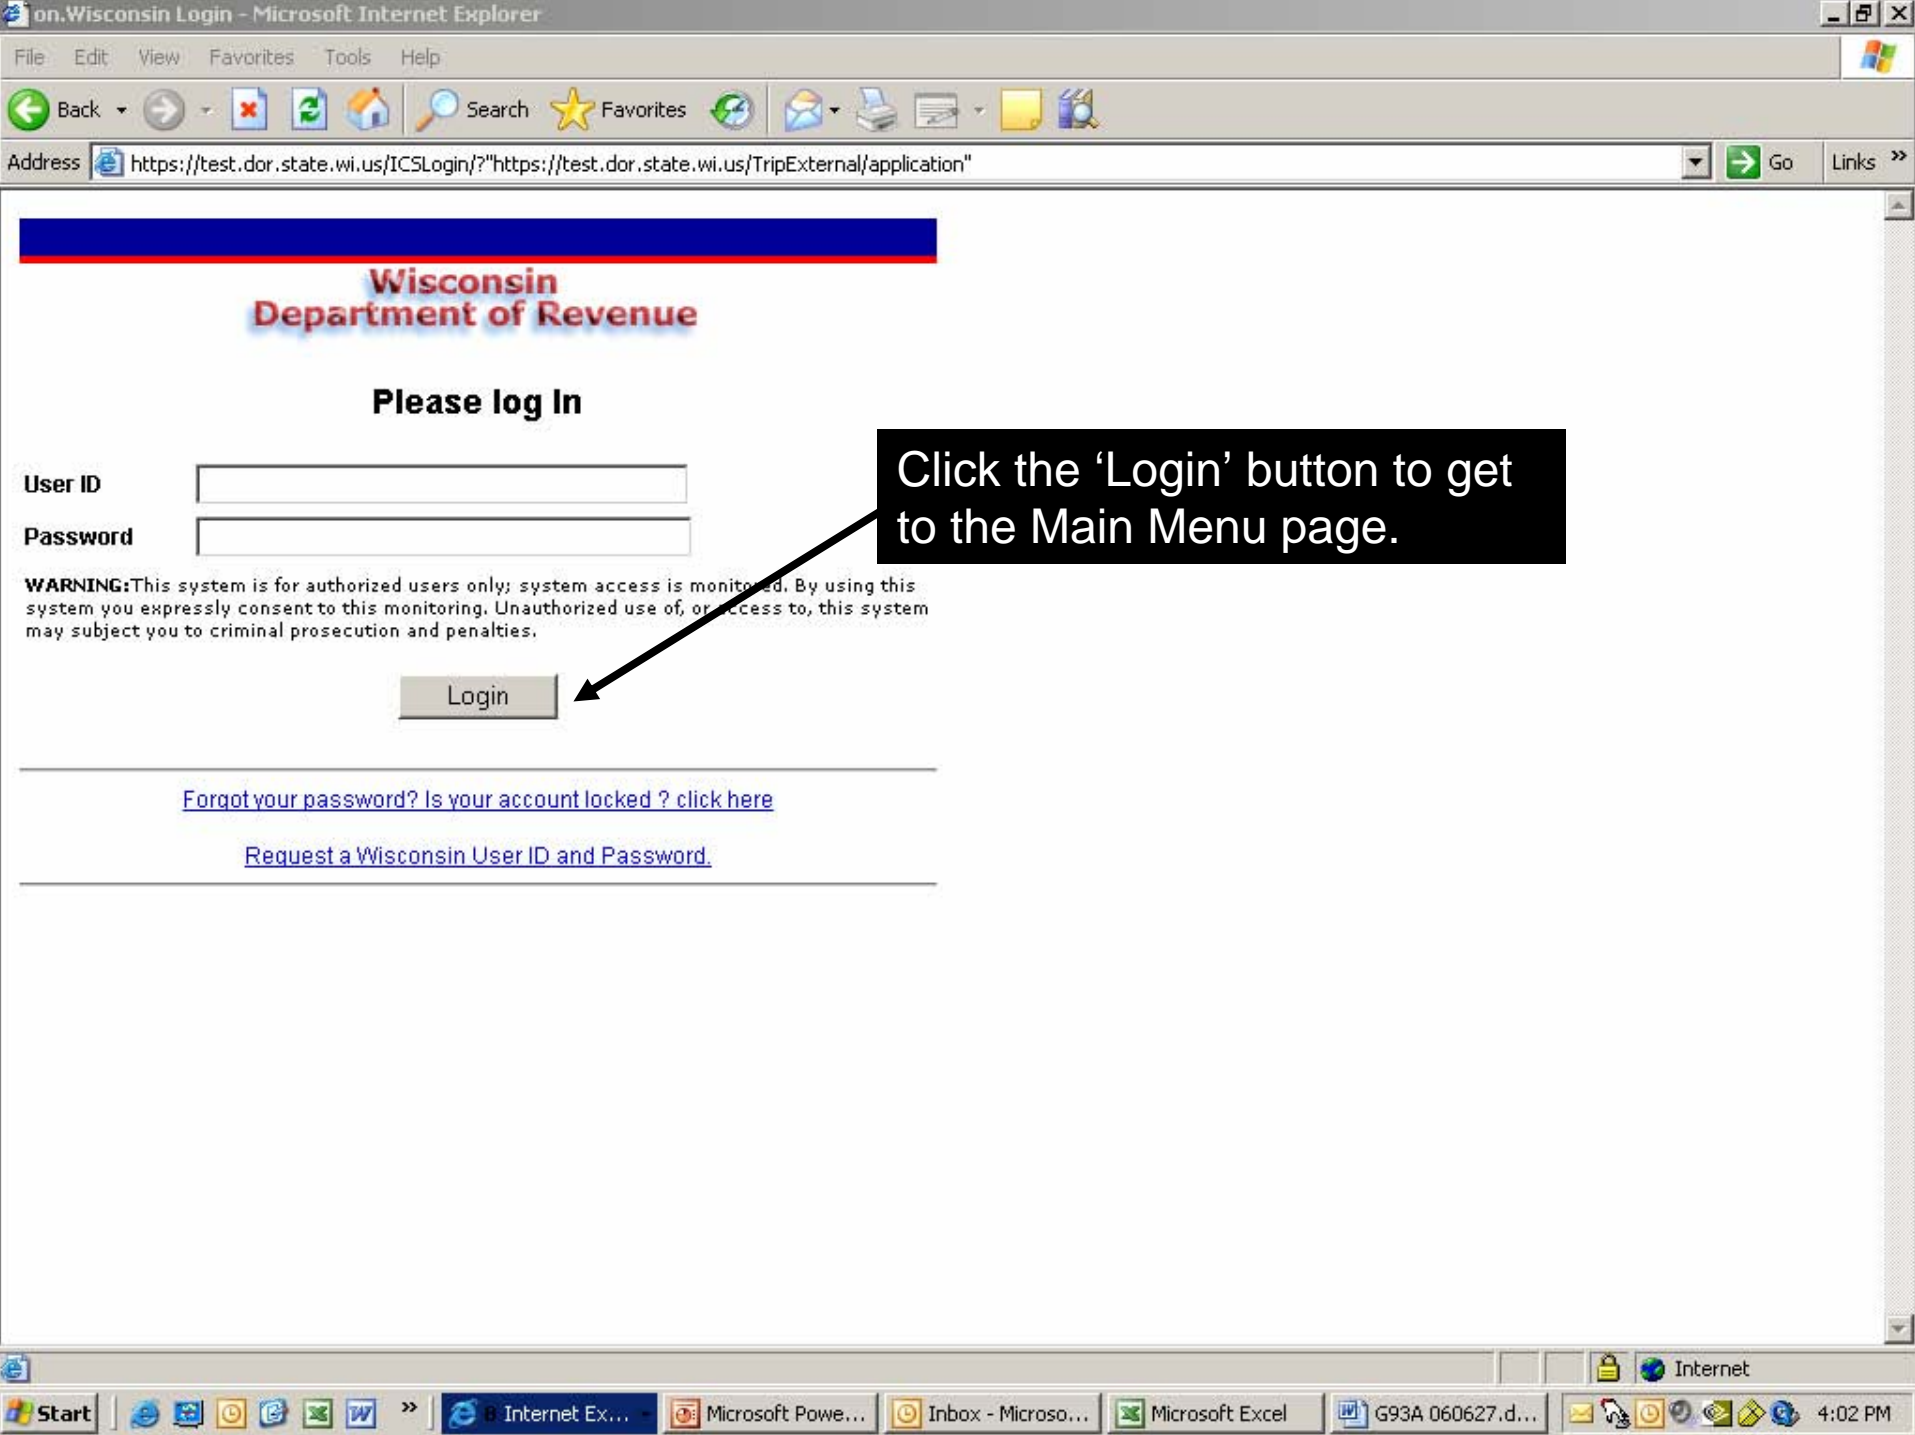 on.Wisconsin Login - Microsoft Internet Explorer
File Edit View Favorites Tools Help
Back Search Favorites
Address https://test.dor.state.wi.us/ICSLogin/?"https://test.dor.state.wi.us/TripExternal/application" Go Links »
Wisconsin
Department of Revenue
Please log In
User ID
Password
Click the ‘Login’ button to get
to the Main Menu page.
WARNING:This system is for authorized users only; system access is monitored. By using this
system you expressly consent to this monitoring. Unauthorized use of, or access to, this system
may subject you to criminal prosecution and penalties.
Login
Forgot your password? Is your account locked ? click here
Request a Wisconsin User ID and Password.
Internet
Start » 8 Internet Ex... Microsoft Powe... Inbox - Microso... Microsoft Excel G93A 060627.d... 4:02 PM